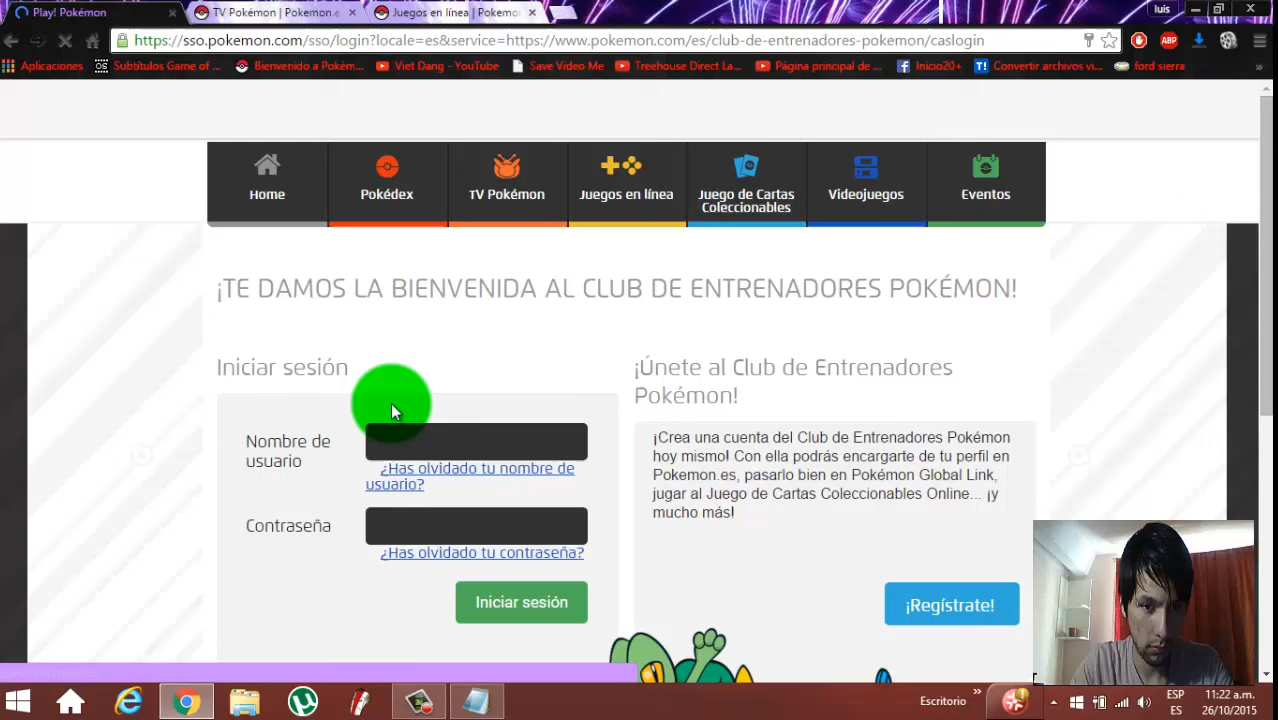 Play! Pokémon
TV Pokémon | Pokemon.e
Juegos en línea | Pokemo
luis
https://sso.pokemon.com/sso/login?locale=es&service=https://www.pokemon.com/es/club-de-entrenadores-pokemon/caslogin
ABP
Aplicaciones
OS
Subtítulos Game of ...
Bienvenido a Pokém...
Viet Dang - YouTube
Save Video Me
Treehouse Direct La...
Página principal de ...
Inicio20+
T!
Convertir archivos vi...
ford sierra
»
Home
Pokédex
TV Pokémon
Juegos en línea
Juego de Cartas
Coleccionables
Videojuegos
Eventos
¡TE DAMOS LA BIENVENIDA AL CLUB DE ENTRENADORES POKÉMON!
Iniciar sesión
Nombre de
usuario
¿Has olvidado tu nombre de
usuario?
Contraseña
¿Has olvidado tu contraseña?
Iniciar sesión
¡Únete al Club de Entrenadores
Pokémon!
¡Crea una cuenta del Club de Entrenadores Pokémon
hoy mismo! Con ella podrás encargarte de tu perfil en
Pokemon.es, pasarlo bien en Pokémon Global Link,
jugar al Juego de Cartas Coleccionables Online... ¡y
mucho más!
¡Regístrate!
Escritorio
»
ESP
ES
11:22 a.m.
26/10/2015